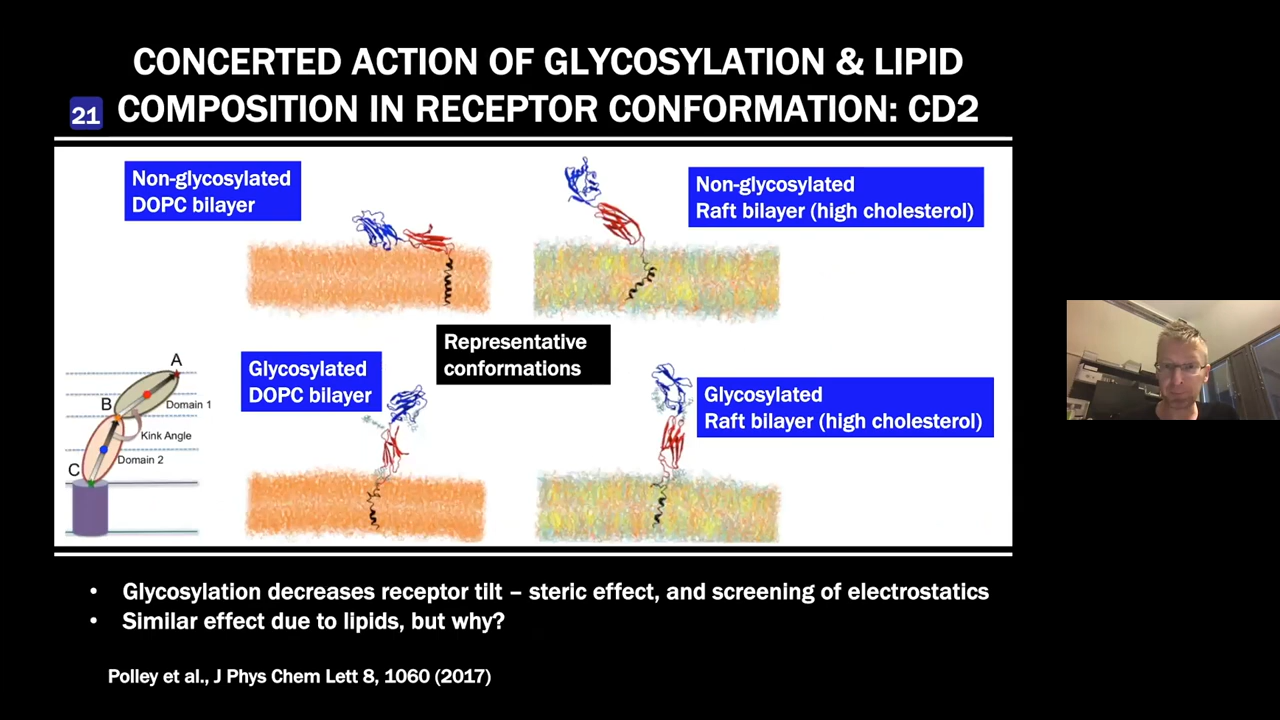 CONCERTED ACTION OF GLYCOSYLATION & LIPID
21 COMPOSITION IN RECEPTOR CONFORMATION: CD2
Non-glycosylated
DOPC bilayer
Non-glycosylated
Raft bilayer (high cholesterol)
Representative
conformations
Glycosylated
DOPC bilayer
Glycosylated
Raft bilayer (high cholesterol)
A
B
Domain 1
Kink Angle
Domain 2
C
• Glycosylation decreases receptor tilt – steric effect, and screening of electrostatics
• Similar effect due to lipids, but why?
Polley et al., J Phys Chem Lett 8, 1060 (2017)